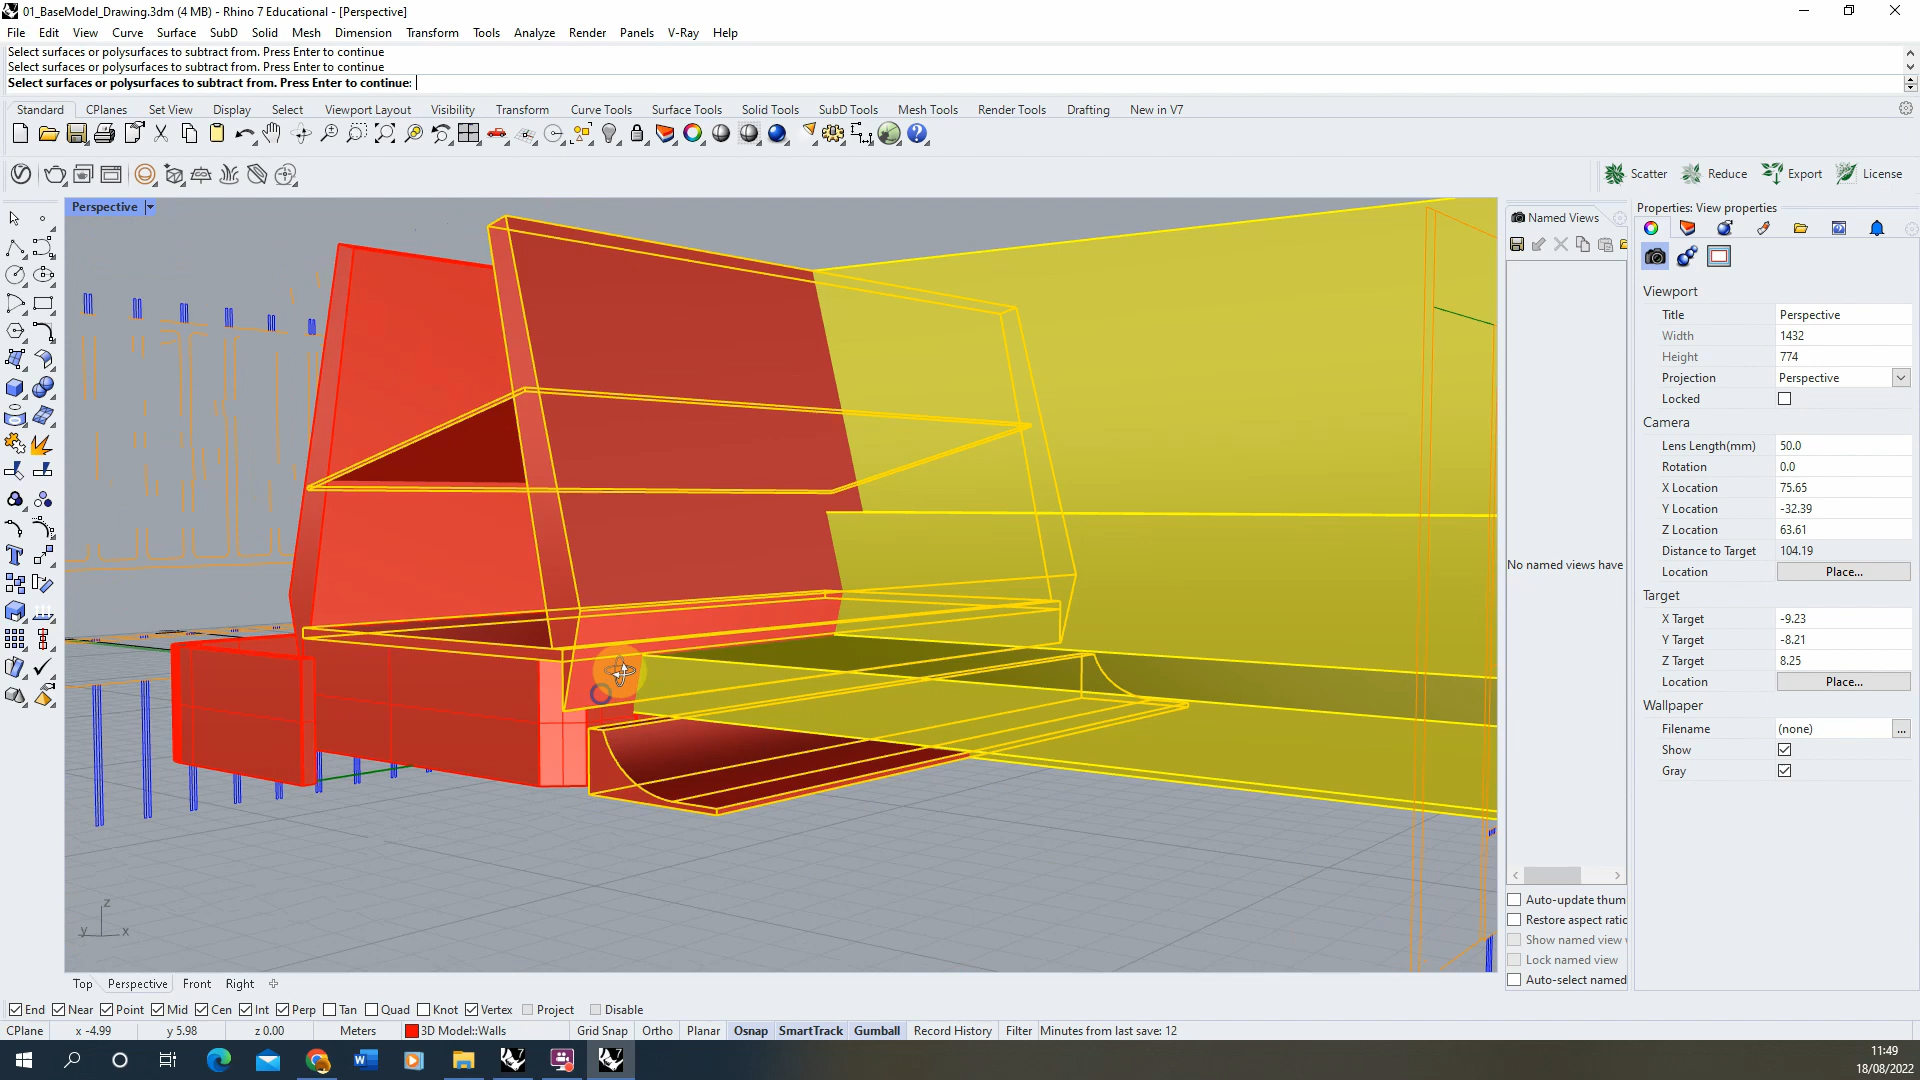 01_BaseModel_Drawing.3dm (4 MB) - Rhino 7 Educational - [Perspective]
File Edit View Curve Surface SubD Solid Mesh Dimension Transform Tools Analyze Render Panels V-Ray Help
Select surfaces or polysurfaces to subtract from. Press Enter to continue
Select surfaces or polysurfaces to subtract from. Press Enter to continue
Select surfaces or polysurfaces to subtract from. Press Enter to continue:
Standard CPlanes Set View Display Select Viewport Layout Visibility Transform Curve Tools Surface Tools Solid Tools SubD Tools Mesh Tools Render Tools Drafting New in V7
Scatter Reduce Export License
Perspective
Named Views
No named views have
Auto-update thum
Restore aspect ratio
Show named view
Lock named view
Auto-select named
Properties: View properties
Viewport
Title Perspective
Width 1432
Height 774
Projection Perspective
Locked
Camera
Lens Length(mm) 50.0
Rotation 0.0
X Location 75.65
Y Location -32.39
Z Location 63.61
Distance to Target 104.19
Location Place...
Target
X Target -9.23
Y Target -8.21
Z Target 8.25
Location Place...
Wallpaper
Filename (none) ...
Show
Gray
z
y x
Top Perspective Front Right
End Near Point Mid Cen Int Perp Tan Quad Knot Vertex Project Disable
CPlane x -4.99 y 5.98 z 0.00 Meters 3D Model::Walls Grid Snap Ortho Planar Osnap SmartTrack Gumball Record History Filter Minutes from last save: 12
11:49
18/08/2022